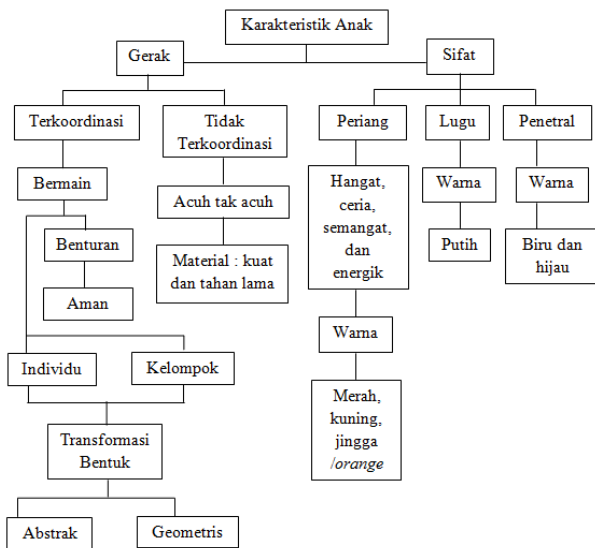 Karakteristik Anak
Gerak
Sifat
Terkoordinasi
Tidak
Terkoordinasi
Periang
Lugu
Penetral
Bermain
Acuh tak acuh
Hangat,
ceria,
semangat,
dan
energik
Warna
Warna
Benturan
Material : kuat
dan tahan lama
Putih
Biru dan
hijau
Aman
Warna
Individu
Kelompok
Merah,
kuning,
jingga
/orange
Transformasi
Bentuk
Abstrak
Geometris